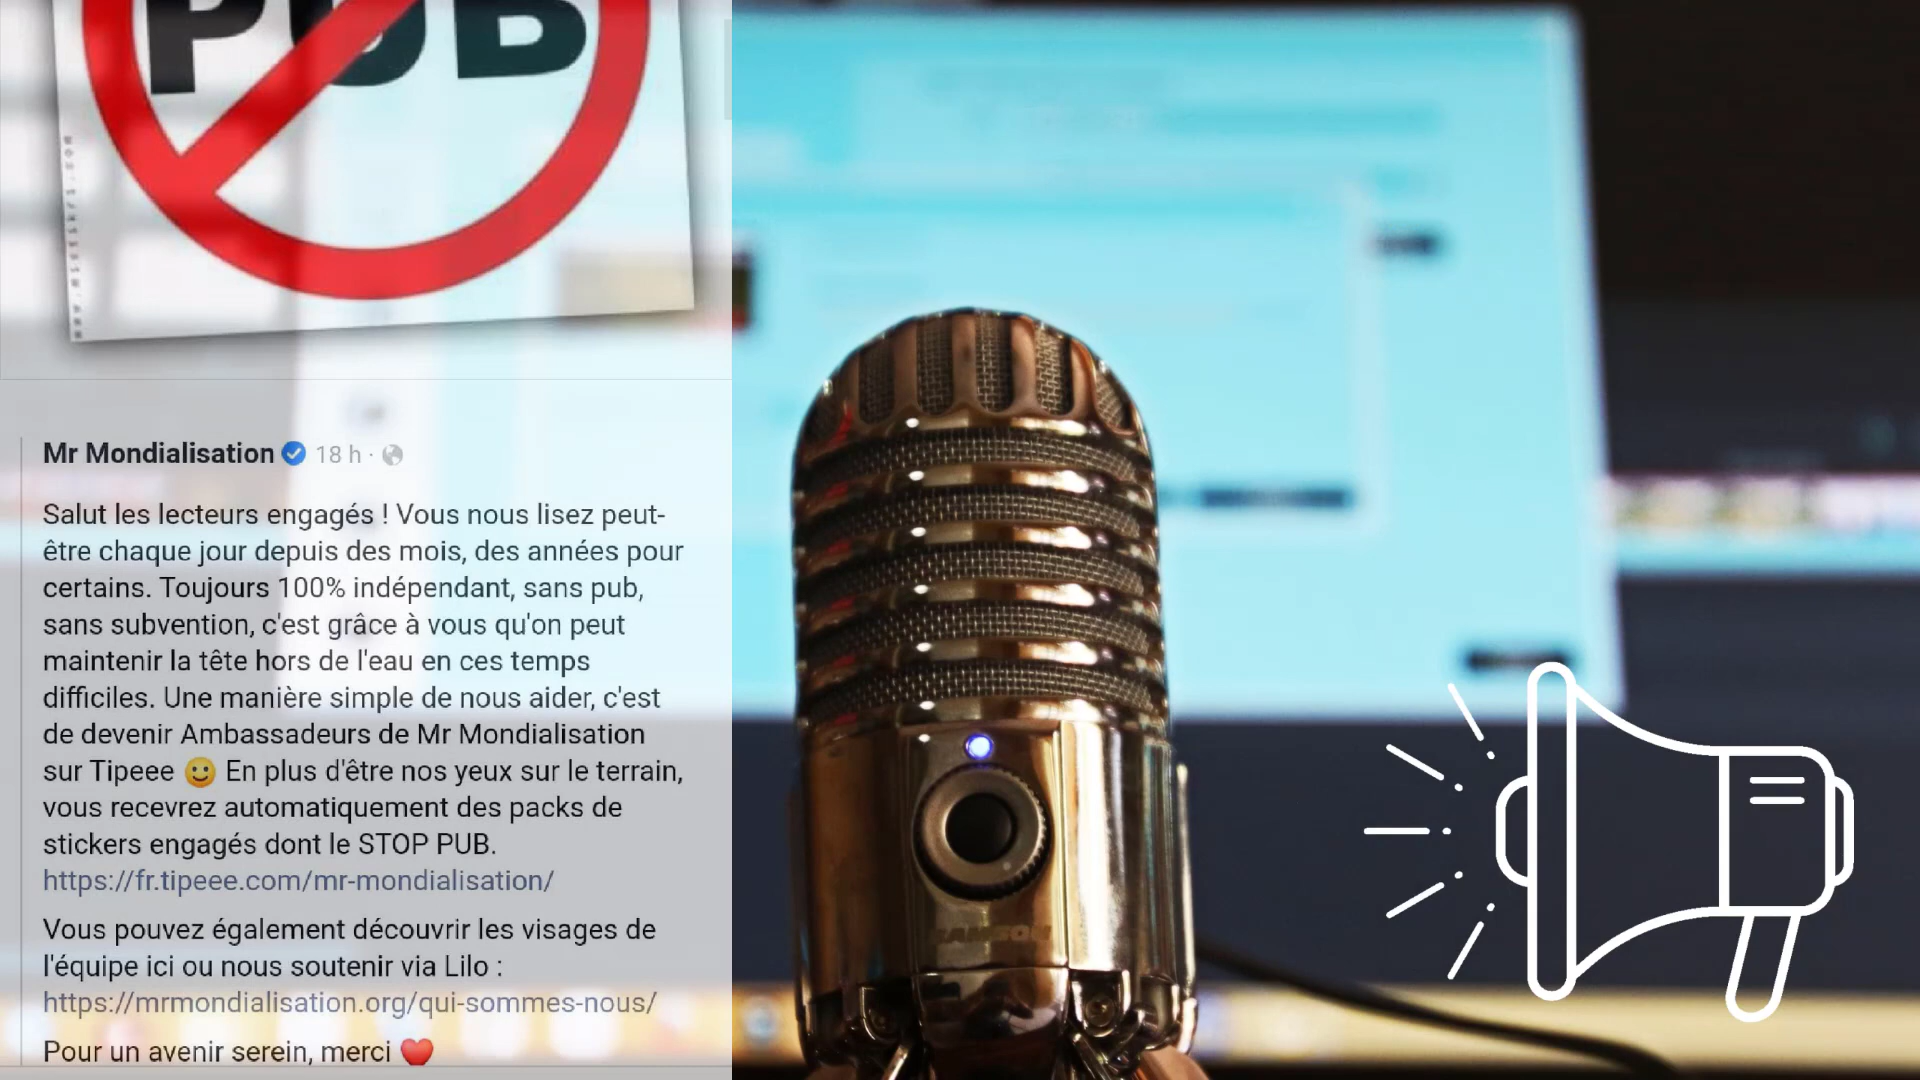 PUB
Mr Mondialisation 18 h ·
Salut les lecteurs engagés ! Vous nous lisez peut-
être chaque jour depuis des mois, des années pour
certains. Toujours 100% indépendant, sans pub,
sans subvention, c'est grâce à vous qu'on peut
maintenir la tête hors de l'eau en ces temps
difficiles. Une manière simple de nous aider, c'est
de devenir Ambassadeurs de Mr Mondialisation
sur Tipeee 🙂 En plus d'être nos yeux sur le terrain,
vous recevrez automatiquement des packs de
stickers engagés dont le STOP PUB.
https://fr.tipeee.com/mr-mondialisation/
Vous pouvez également découvrir les visages de
l'équipe ici ou nous soutenir via Lilo :
https://mrmondialisation.org/qui-sommes-nous/
Pour un avenir serein, merci ❤️
SAMSON